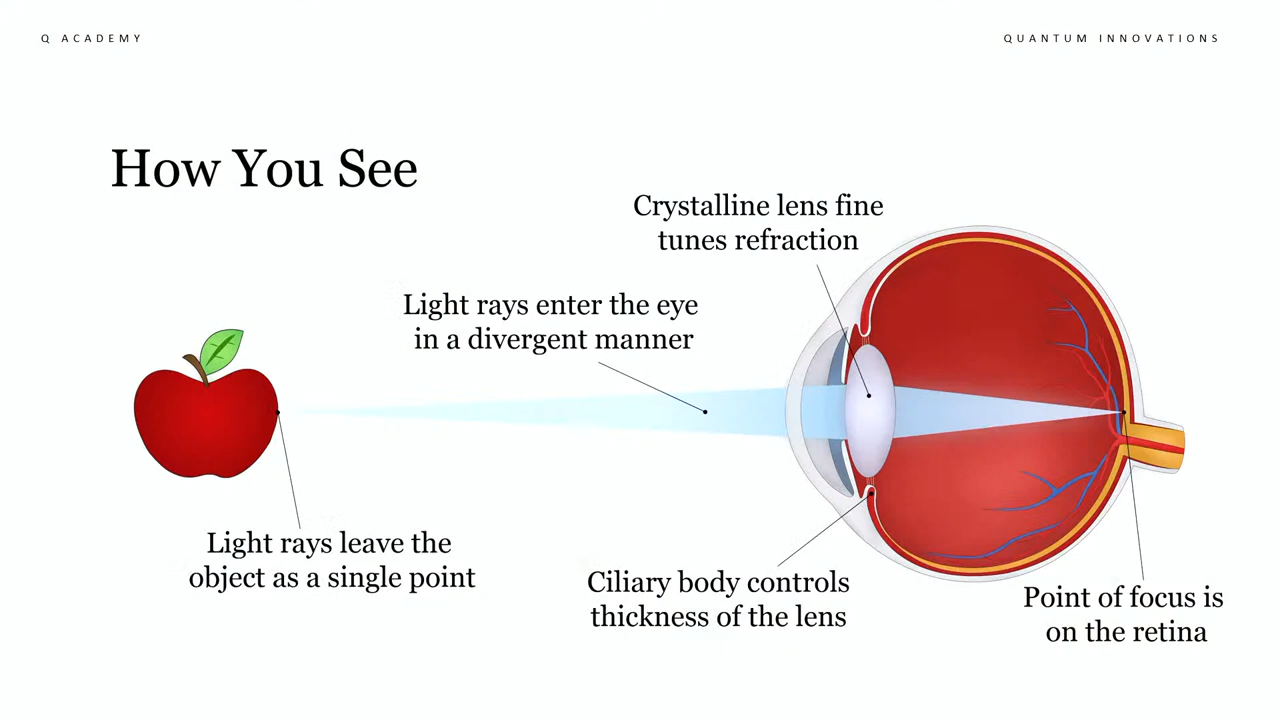 Q ACADEMY
QUANTUM INNOVATIONS
How You See
Crystalline lens fine
tunes refraction
Light rays enter the eye
in a divergent manner
Light rays leave the
object as a single point
Ciliary body controls
thickness of the lens
Point of focus is
on the retina